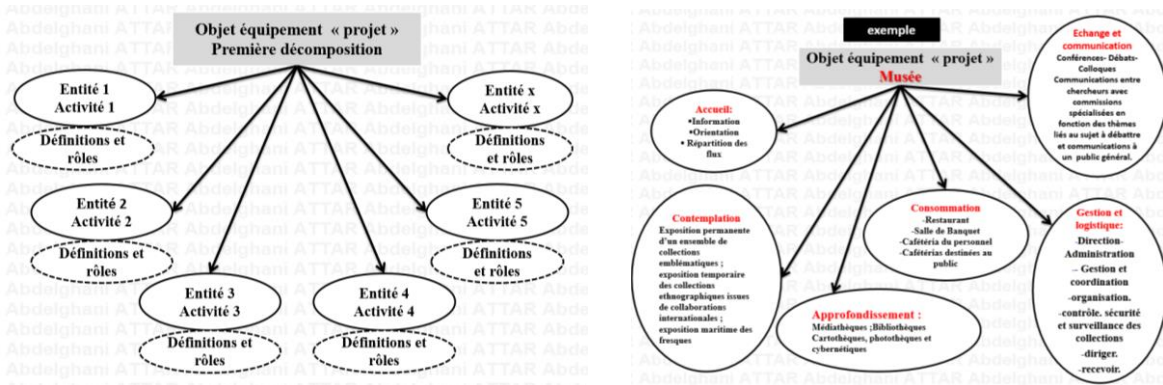 Objet équipement « projet »
Première décomposition
Entité 1
Activité 1
Définitions et
rôles
Entité 2
Activité 2
Définitions et
rôles
Entité 3
Activité 3
Définitions et
rôles
Entité 4
Activité 4
Définitions et
rôles
Entité 5
Activité 5
Définitions
et rôles
Entité x
Activité x
Définitions
et rôles
exemple
Objet équipement « projet »
Musée
Accueil:
•Information
•Orientation
• Répartition des
flux
Contemplation
Exposition permanente
d'un ensemble de
collections
emblématiques ;
exposition temporaire
des collections
ethnographiques issues
de collaborations
internationales ;
exposition maritime des
fresques
Approfondissement :
Médiathèques ;Bibliothèques
Cartothèques, photothèques et
cybernétiques
Consommation
-Restaurant
-Salle de Banquet
-Cafétéria du personnel
-Cafétérias destinées au
public
Gestion et
logistique:
-Direction-
Administration
– Gestion et
coordination
-organisation.
-contrôle, sécurité
et surveillance des
collections
-diriger.
-recevoir.
Echange et
communication
Conférences- Débats-
Colloques
Communications entre
chercheurs avec
commissions
spécialisées en
fonction des thèmes
liés au sujet à débattre
et communications à
un public général.
Abdelghani ATTAR